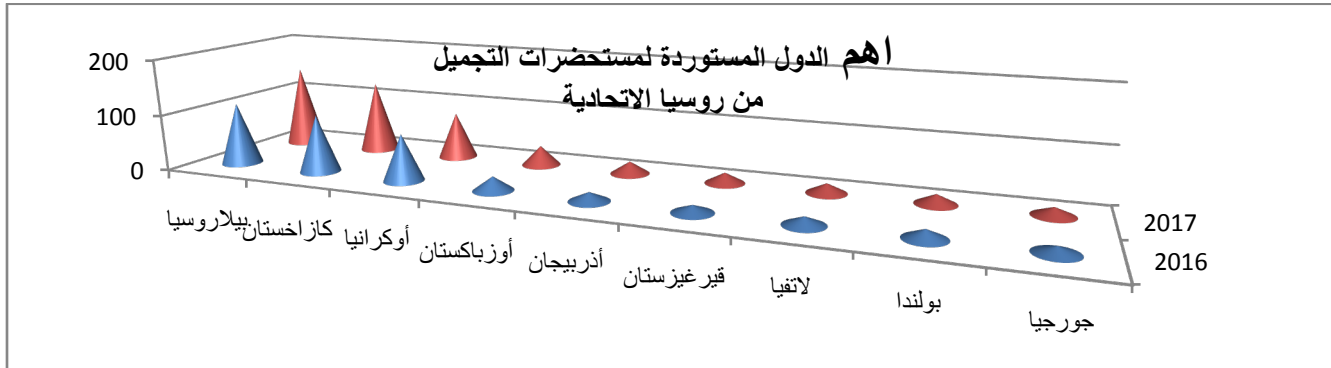 اهم الدول المستوردة لمستحضرات التجميل
من روسيا الاتحادية
200
100
0
بيلاروسيا
كازاخستان
أوكرانيا
أوزباكستان
أذربيجان
قيرغيزستان
لاتفيا
بولندا
جورجيا
2017
2016